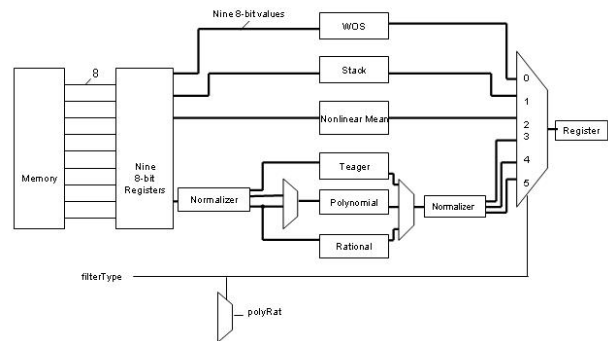 Nine 8-bit values
WOS
8
Stack
0
1
2
3
4
5
Register
Memory
Nine
8-bit
Registers
Nonlinear Mean
Teager
Normalizer
Polynomial
Normalizer
Rational
filterType
polyRat